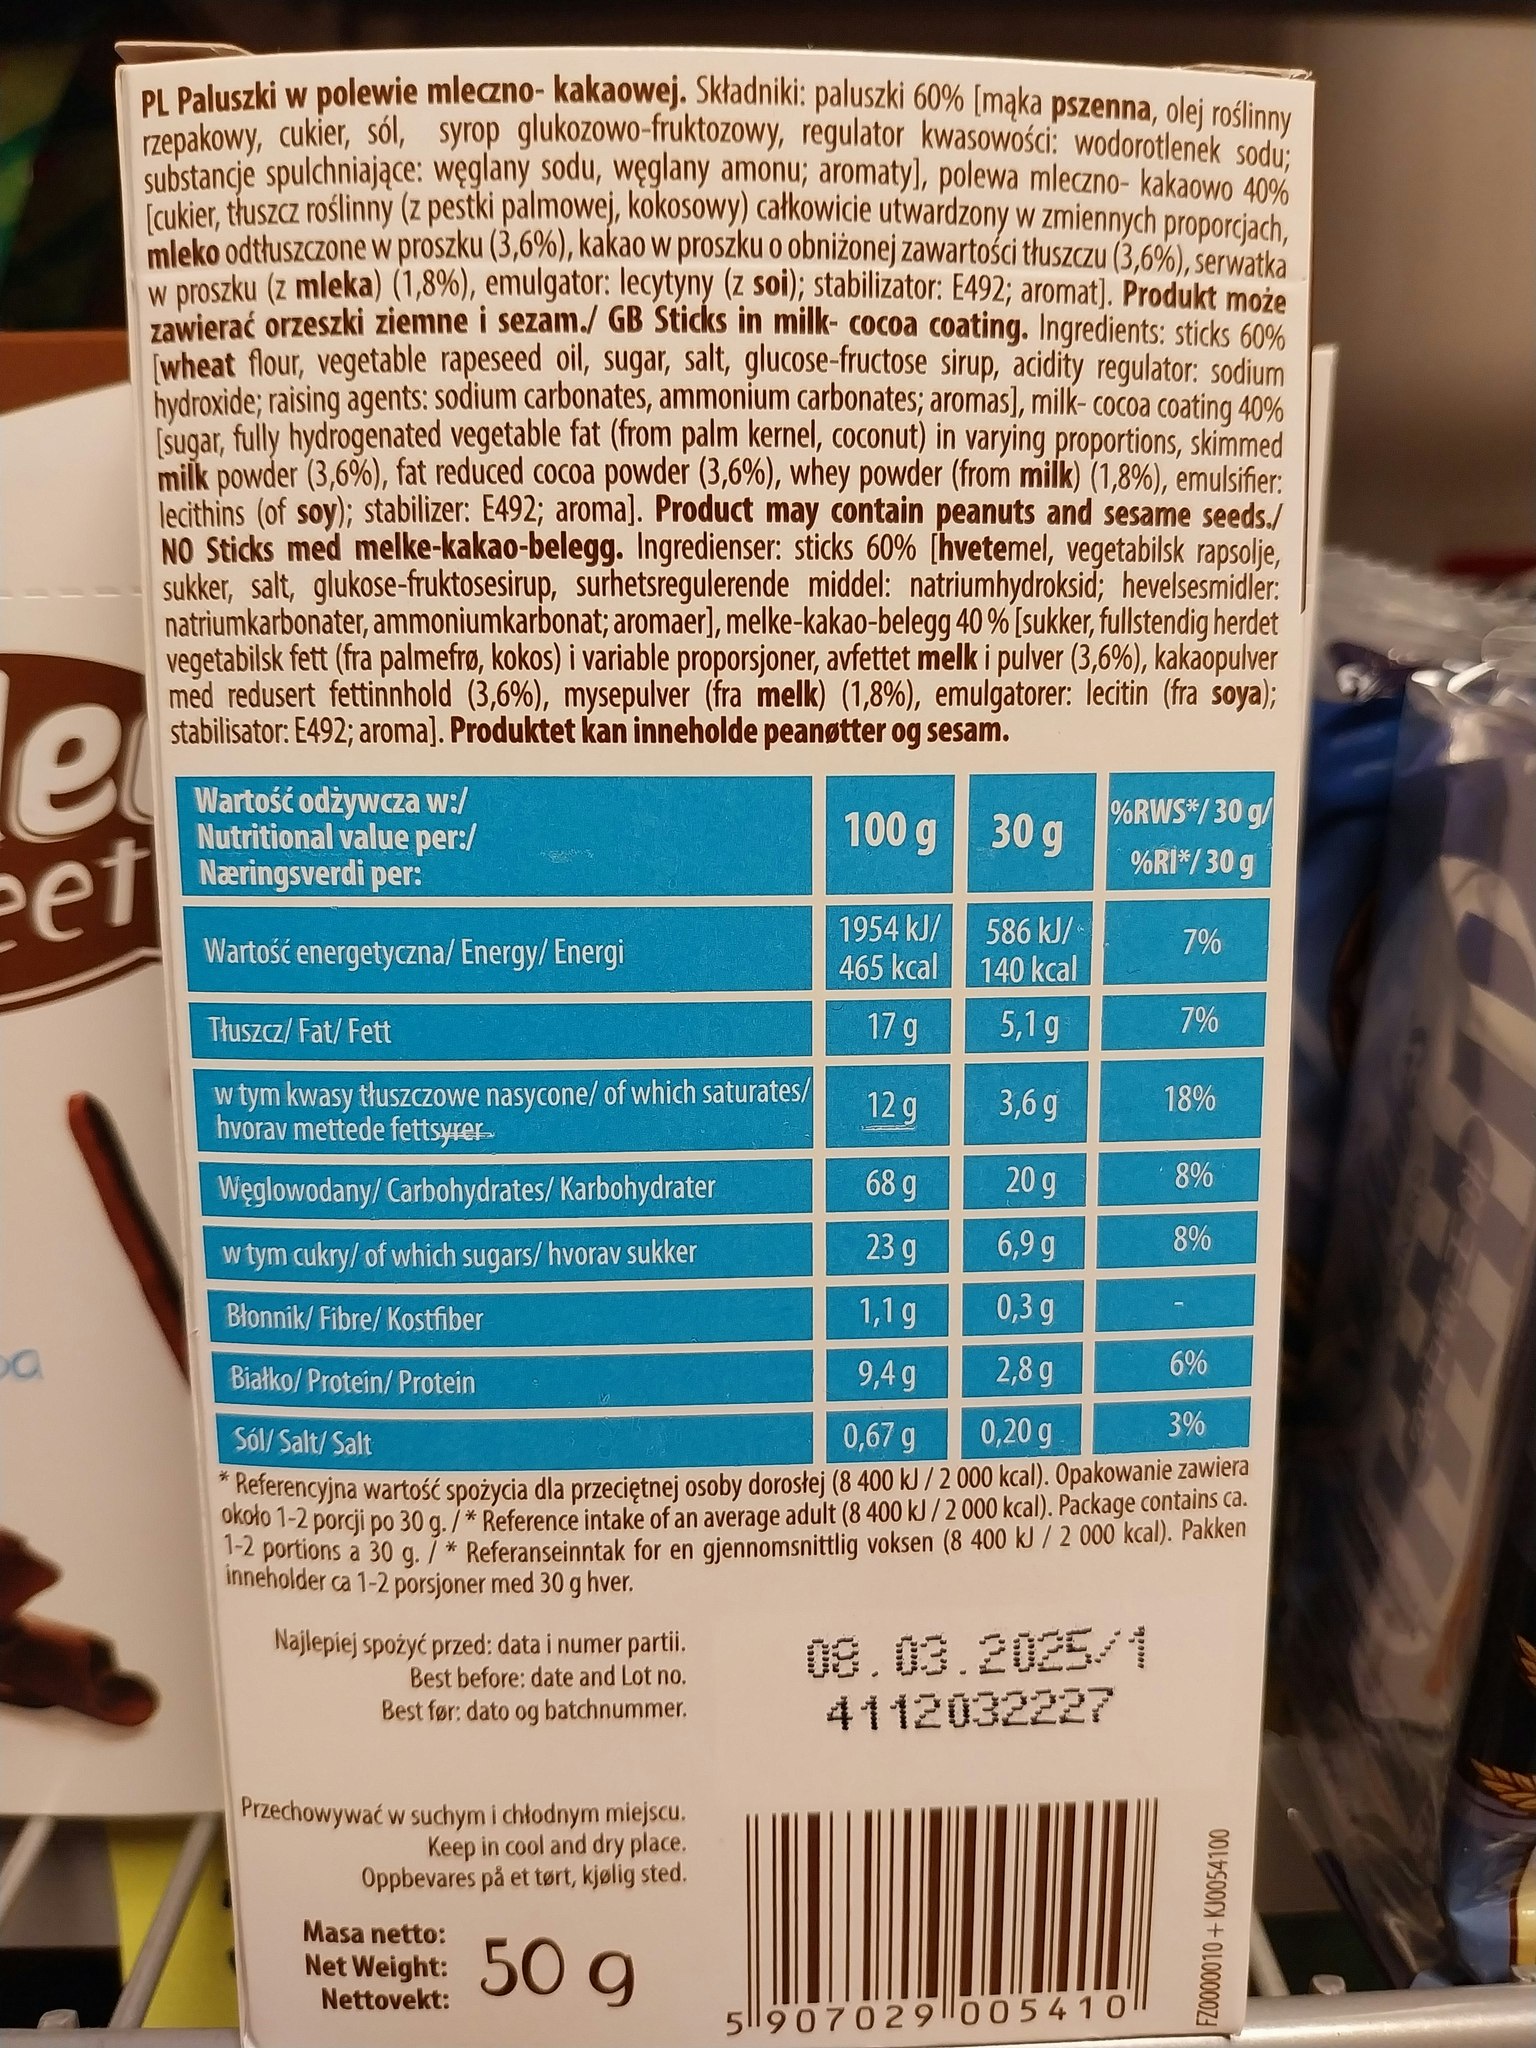 PL Paluszki w polewie mleczno- kakaowej. Składniki: paluszki 60% [mąka pszenna, olej roślinny
rzepakowy, cukier, sól, syrop glukozowo-fruktozowy, regulator kwasowości: wodorotlenek sodu;
substancje spulchniające: węglany sodu, węglany amonu; aromaty], polewa mleczno- kakaowo 40%
[cukier, tłuszcz roślinny (z pestki palmowej, kokosowy) całkowicie utwardzony w zmiennych proporcjach,
mleko odtłuszczone w proszku (3,6%), kakao w proszku o obniżonej zawartości tłuszczu (3,6%), serwatka
w proszku (z mleka) (1,8%), emulgator: lecytyny (z soi); stabilizator: E492; aromat]. Produkt może
zawierać orzeszki ziemne i sezam./ GB Sticks in milk- cocoa coating. Ingredients: sticks 60%
[wheat flour, vegetable rapeseed oil, sugar, salt, glucose-fructose sirup, acidity regulator: sodium
hydroxide; raising agents: sodium carbonates, ammonium carbonates; aromas], milk- cocoa coating 40%
[sugar, fully hydrogenated vegetable fat (from palm kernel, coconut) in varying proportions, skimmed
milk powder (3,6%), fat reduced cocoa powder (3,6%), whey powder (from milk) (1,8%), emulsifier:
lecithins (of soy); stabilizer: E492; aroma]. Product may contain peanuts and sesame seeds./
NO Sticks med melke-kakao-belegg. Ingredienser: sticks 60% [hvetemel, vegetabilsk rapsolje,
sukker, salt, glukose-fruktosesirup, surhetsregulerende middel: natriumhydroksid; hevelsesmidler:
natriumkarbonater, ammoniumkarbonat; aromaer], melke-kakao-belegg 40 % [sukker, fullstendig herdet
vegetabilsk fett (fra palmefrø, kokos) i variable proporsjoner, avfettet melk i pulver (3,6%), kakaopulver
med redusert fettinnhold (3,6%), mysepulver (fra melk) (1,8%), emulgatorer: lecitin (fra soya);
stabilisator: E492; aroma]. Produktet kan inneholde peanøtter og sesam.
Wartość odżywcza w:/
Nutritional value per:/
Næringsverdi per:
100 g 30 g %RWS*/ 30 g/
%RI*/ 30 g
Wartość energetyczna/ Energy/ Energi 1954 kJ/ 586 kJ/ 7%
465 kcal 140 kcal
Tłuszcz/ Fat/ Fett 17 g 5,1 g 7%
w tym kwasy tłuszczowe nasycone/ of which saturates/
hvorav mettede fettsyrer 12 g 3,6 g 18%
Węglowodany/ Carbohydrates/ Karbohydrater 68 g 20 g 8%
w tym cukry/ of which sugars/ hvorav sukker 23 g 6,9 g 8%
Błonnik/ Fibre/ Kostfiber 1,1 g 0,3 g -
Białko/ Protein/ Protein 9,4 g 2,8 g 6%
Sól/ Salt/ Salt 0,67 g 0,20 g 3%
* Referencyjna wartość spożycia dla przeciętnej osoby dorosłej (8 400 kJ / 2 000 kcal). Opakowanie zawiera
około 1-2 porcji po 30 g. / * Reference intake of an average adult (8 400 kJ / 2 000 kcal). Package contains ca.
1-2 portions a 30 g. / * Referanseinntak for en gjennomsnittlig voksen (8 400 kJ / 2 000 kcal). Pakken
inneholder ca 1-2 porsjoner med 30 g hver.
Najlepiej spożyć przed: data i numer partii.
Best before: date and Lot no.
Best før: dato og batchnummer.
08.03.2025/1
4112032227
Przechowywać w suchym i chłodnym miejscu.
Keep in cool and dry place.
Oppbevares på et tørt, kjølig sted.
Masa netto:
Net Weight:
Nettovekt:
50 g
5 907029 005410
FZ0000010 + KJ0054100